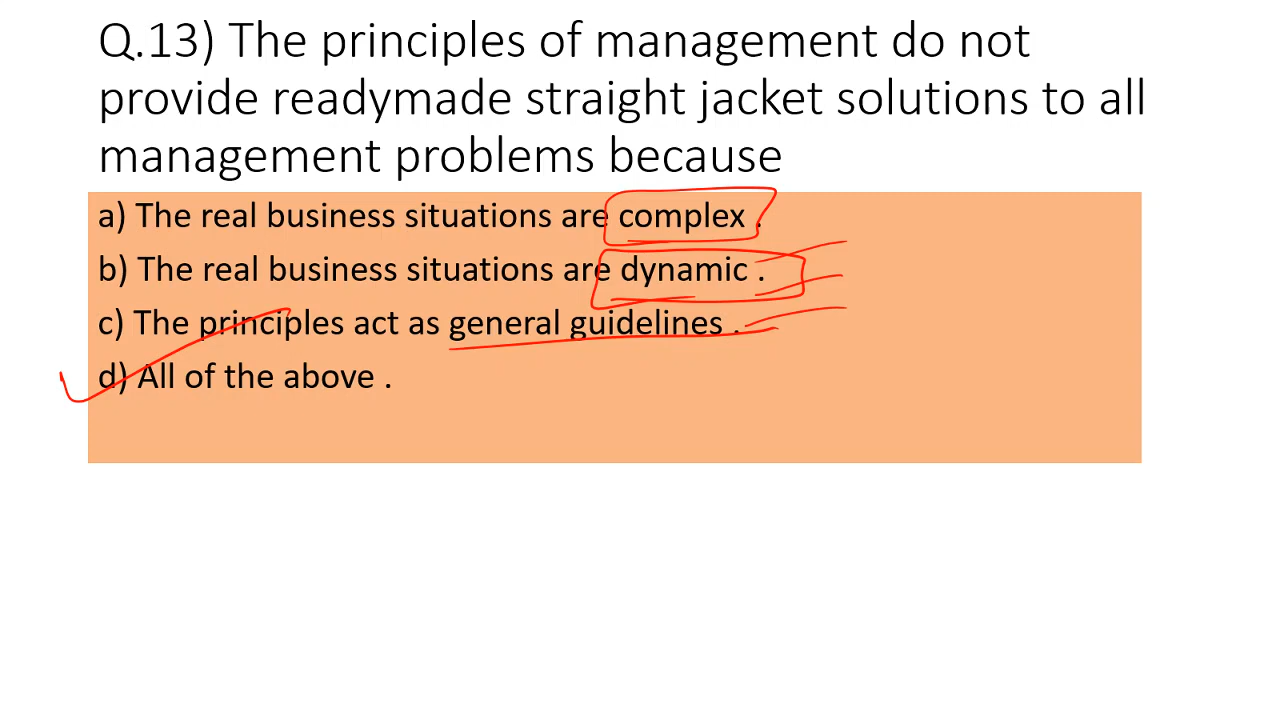 Q.13) The principles of management do not
provide readymade straight jacket solutions to all
management problems because
a) The real business situations are complex .
b) The real business situations are dynamic .
c) The principles act as general guidelines .
d) All of the above .